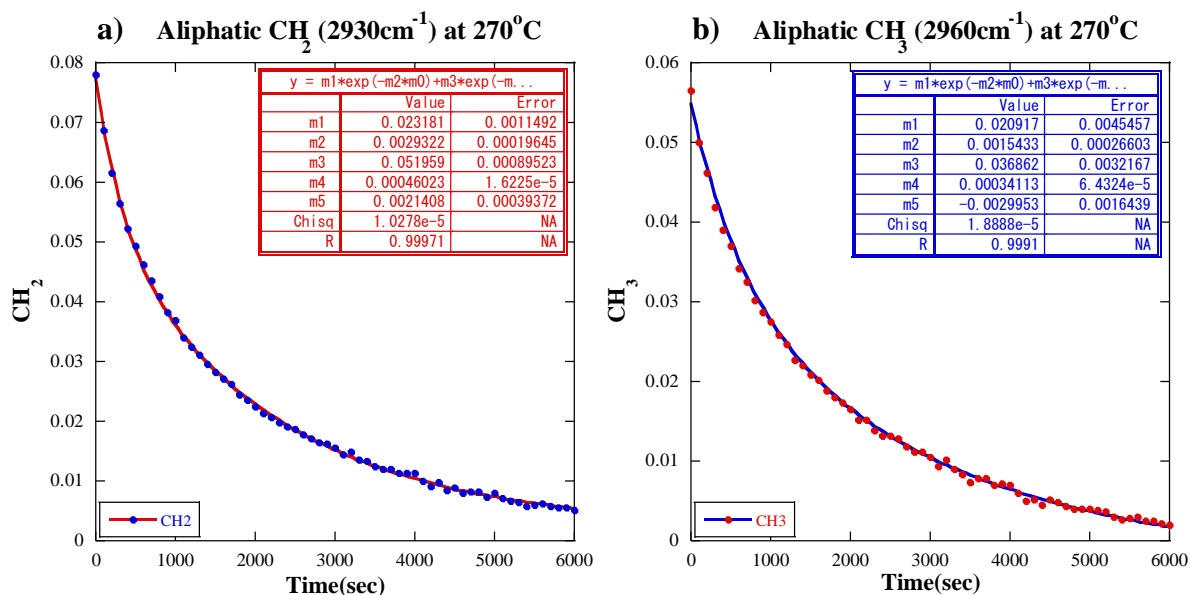 a) Aliphatic CH2 (2930cm-1) at 270oC
0.08
0.07
0.06
0.05
0.04
0.03
0.02
0.01
0
CH2
y = m1*exp(-m2*m0)+m3*exp(-m...
Value Error
m1 0.023181 0.0011492
m2 0.0029322 0.00019645
m3 0.051959 0.00089523
m4 0.00046023 1.6225e-5
m5 0.0021408 0.00039372
Chisq 1.0278e-5 NA
R 0.99971 NA
CH2
0 1000 2000 3000 4000 5000 6000
Time(sec)
b) Aliphatic CH3 (2960cm-1) at 270oC
0.06
0.05
0.04
0.03
0.02
0.01
0
CH3
y = m1*exp(-m2*m0)+m3*exp(-m...
Value Error
m1 0.020917 0.0045457
m2 0.0015433 0.00026603
m3 0.036862 0.0032167
m4 0.00034113 6.4324e-5
m5 -0.0029953 0.0016439
Chisq 1.8888e-5 NA
R 0.9991 NA
CH3
0 1000 2000 3000 4000 5000 6000
Time(sec)